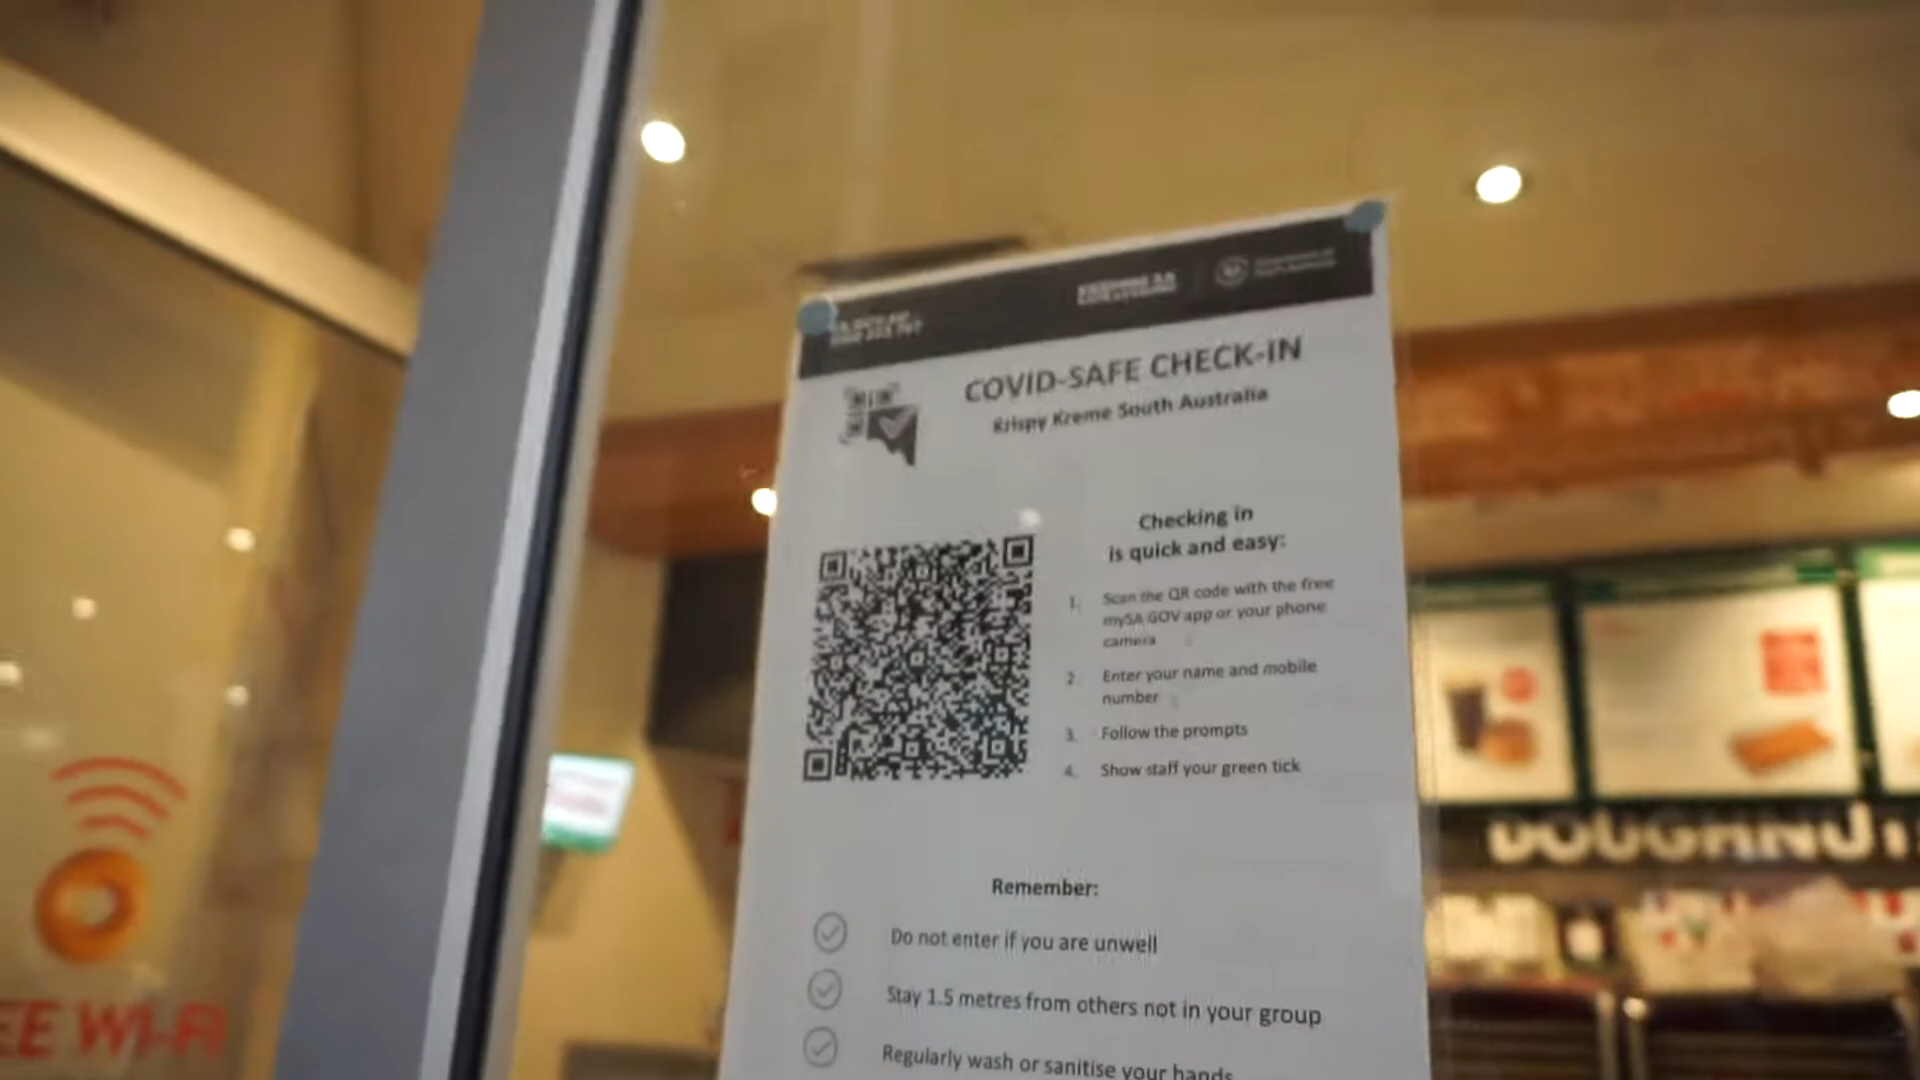 COVID-SAFE CHECK-IN
Krispy Kreme South Australia
Checking in
is quick and easy:
1. Scan the QR code with the free
mySA GOV app or your phone
camera
2. Enter your name and mobile
number
3. Follow the prompts
4. Show staff your green tick
Remember:
Do not enter if you are unwell
Stay 1.5 metres from others not in your group
Regularly wash or sanitise your hands
EE WI-FI
DOUGHNUT